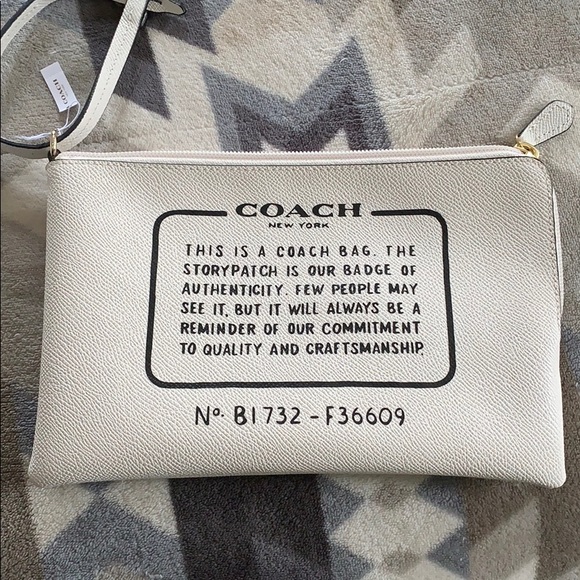 COACH
COACH
NEW YORK
THIS IS A COACH BAG. THE
STORYPATCH IS OUR BADGE OF
AUTHENTICITY. FEW PEOPLE MAY
SEE IT, BUT IT WILL ALWAYS BE A
REMINDER OF OUR COMMITMENT
TO QUALITY AND CRAFTSMANSHIP.
No. B1732 - F36609